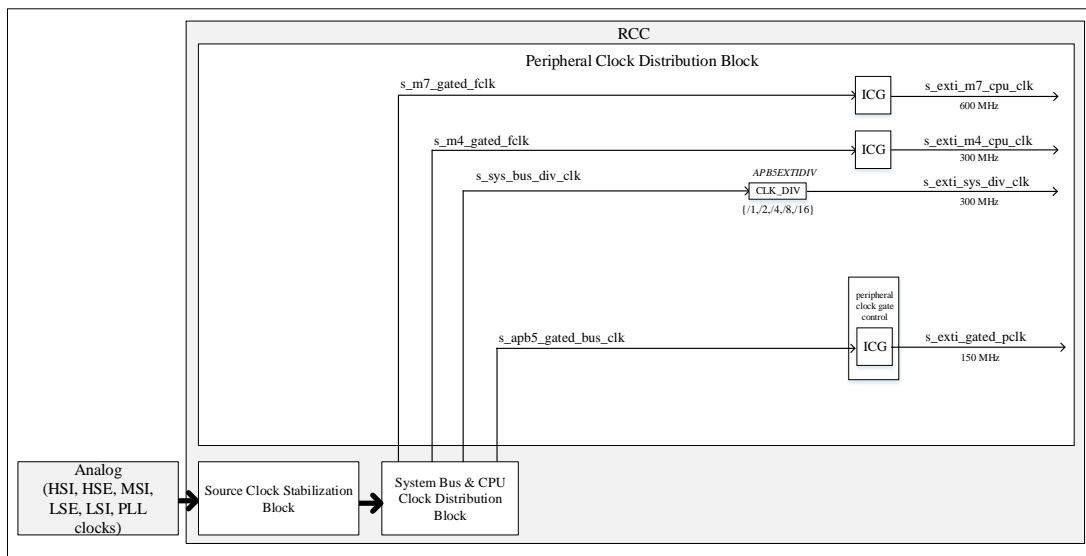 RCC
Peripheral Clock Distribution Block
s_m7_gated_fclk
ICG
s_exti_m7_cpu_clk
600 MHz
s_m4_gated_fclk
ICG
s_exti_m4_cpu_clk
300 MHz
s_sys_bus_div_clk
APB5EXTIDIV
CLK_DIV
{/1,/2,/4,/8,/16}
s_exti_sys_div_clk
300 MHz
s_apb5_gated_bus_clk
peripheral
clock gate
control
ICG
s_exti_gated_pclk
150 MHz
Analog
(HSI, HSE, MSI,
LSE, LSI, PLL
clocks)
Source Clock Stabilization
Block
System Bus & CPU
Clock Distribution
Block